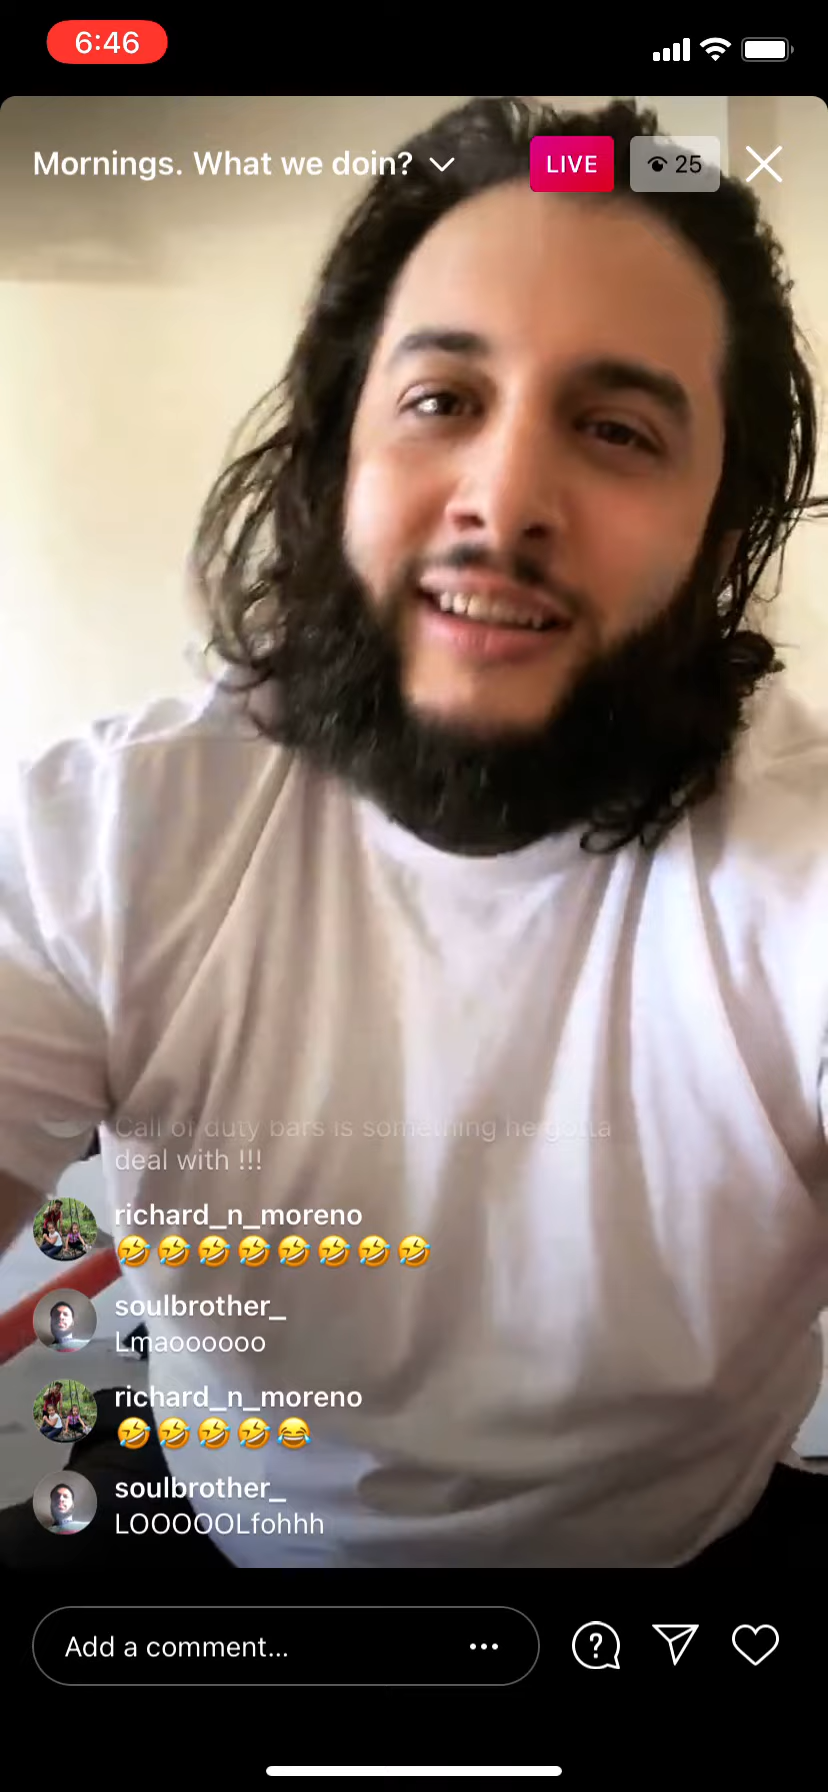 6:46
Mornings. What we doin?
LIVE
25
Call of duty bars is something he gotta
deal with !!!
richard_n_moreno
🤣🤣🤣🤣🤣🤣🤣🤣
soulbrother_
Lmaoooooo
richard_n_moreno
🤣🤣🤣🤣😂
soulbrother_
LOOOOOLfohhh
Add a comment...